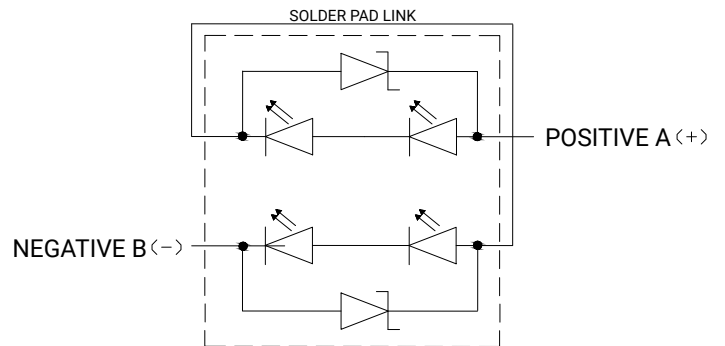 SOLDER PAD LINK
POSITIVE A (+)
NEGATIVE B (-)